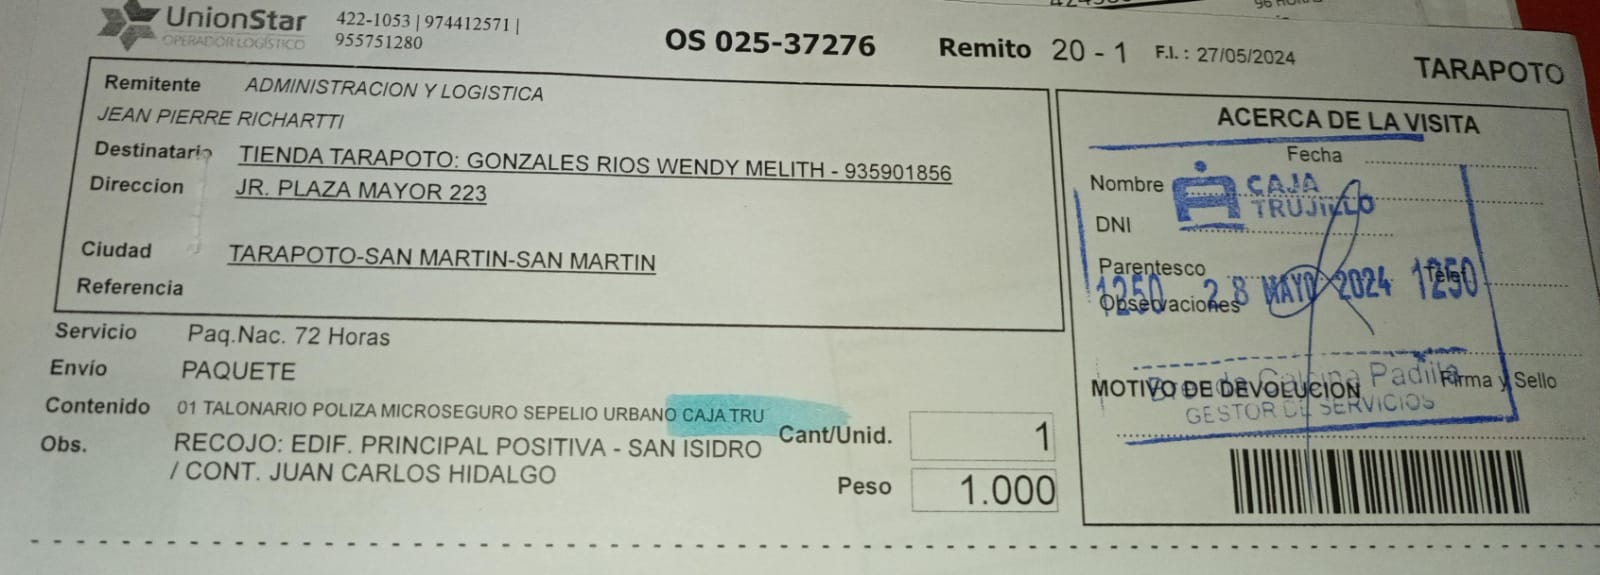 UnionStar
OPERADOR LOGÍSTICO
422-1053 | 974412571 |
955751280
OS 025-37276
Remito 20 - 1
F.I. : 27/05/2024
TARAPOTO
Remitente ADMINISTRACION Y LOGISTICA
JEAN PIERRE RICHARTTI
Destinatario TIENDA TARAPOTO: GONZALES RIOS WENDY MELITH - 935901856
Direccion JR. PLAZA MAYOR 223
Ciudad TARAPOTO-SAN MARTIN-SAN MARTIN
Referencia
Servicio Paq.Nac. 72 Horas
Envío PAQUETE
Contenido 01 TALONARIO POLIZA MICROSEGURO SEPELIO URBANO CAJA TRU
Obs. RECOJO: EDIF. PRINCIPAL POSITIVA - SAN ISIDRO
/ CONT. JUAN CARLOS HIDALGO
Cant/Unid. 1
Peso 1.000
ACERCA DE LA VISITA
Fecha
Nombre
CAJA
TRUJILLO
DNI
Parentesco
Telef.
1250 28 MAYO 2024 1250
Observaciones
MOTIVO DE DEVOLUCION
Padilla
Firma y Sello
GESTOR DE SERVICIOS